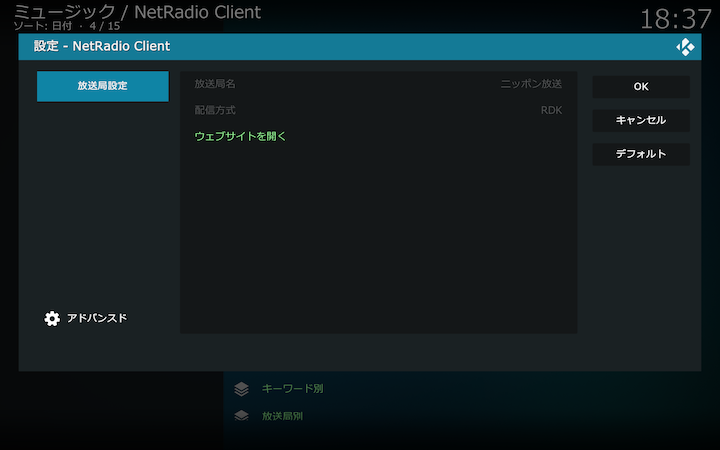 ミュージック / NetRadio Client
ソート: 日付 · 4 / 15
18:37
設定 - NetRadio Client
放送局設定
放送局名 ニッポン放送
配信方式 RDK
ウェブサイトを開く
OK
キャンセル
デフォルト
アドバンスド
キーワード別
放送局別